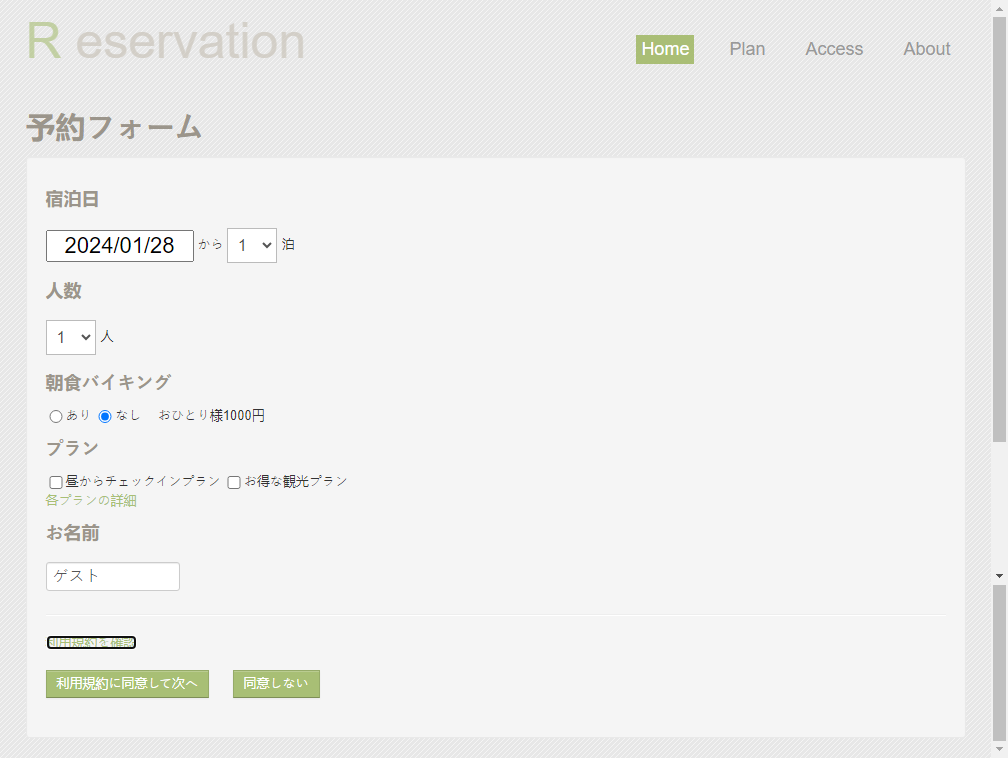 R eservation
Home Plan Access About
予約フォーム
宿泊日
2024/01/28 から 1 泊
人数
1 人
朝食バイキング
あり なし おひとり様1000円
プラン
昼からチェックインプラン お得な観光プラン
各プランの詳細
お名前
ゲスト
利用規約を確認
利用規約に同意して次へ 同意しない